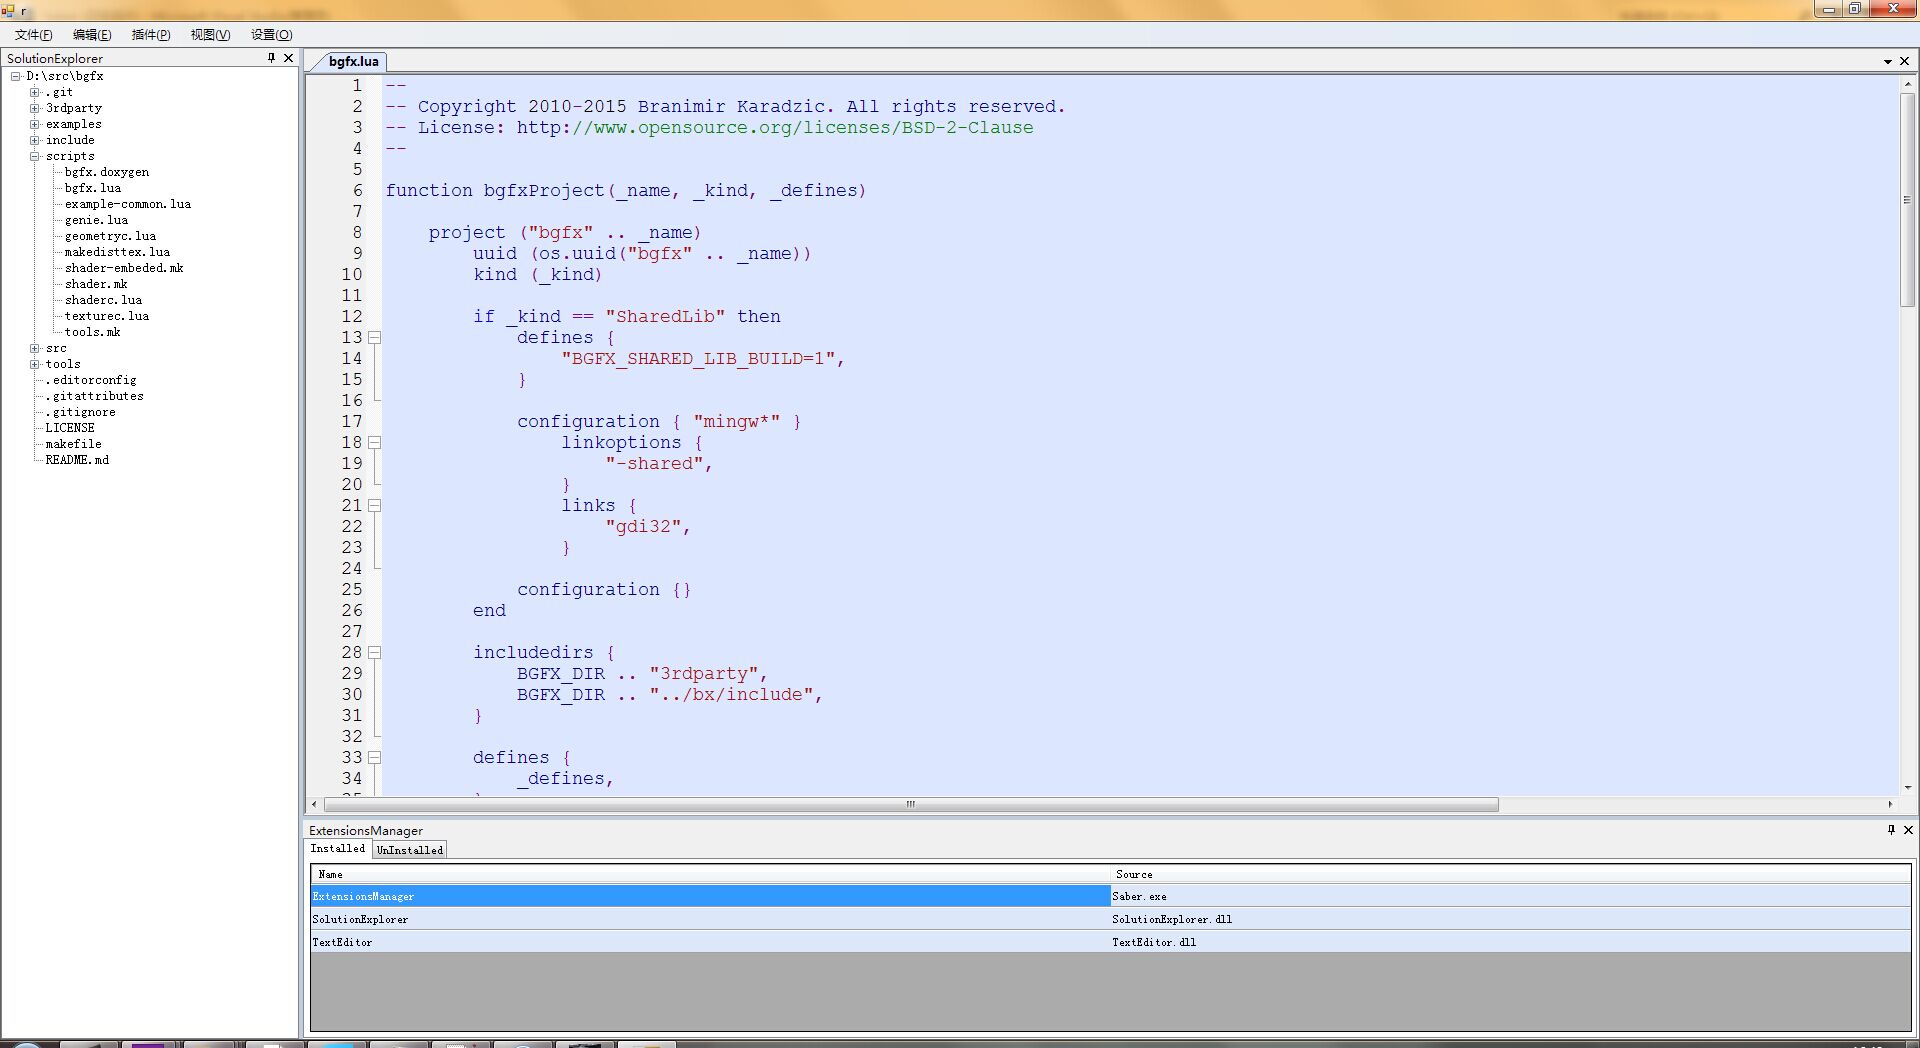 r
文件(F) 编辑(E) 插件(P) 视图(V) 设置(O)
SolutionExplorer
D:\src\bgfx
.git
3rdparty
examples
include
scripts
bgfx.doxygen
bgfx.lua
example-common.lua
genie.lua
geometryc.lua
makedisttex.lua
shader-embeded.mk
shader.mk
shaderc.lua
texturec.lua
tools.mk
src
tools
.editorconfig
.gitattributes
.gitignore
LICENSE
makefile
README.md
bgfx.lua
1 --
2 -- Copyright 2010-2015 Branimir Karadzic. All rights reserved.
3 -- License: http://www.opensource.org/licenses/BSD-2-Clause
4 --
5
6 function bgfxProject(_name, _kind, _defines)
7
8 project ("bgfx" .. _name)
9 uuid (os.uuid("bgfx" .. _name))
10 kind (_kind)
11
12 if _kind == "SharedLib" then
13 defines {
14 "BGFX_SHARED_LIB_BUILD=1",
15 }
16
17 configuration { "mingw*" }
18 linkoptions {
19 "-shared",
20 }
21 links {
22 "gdi32",
23 }
24
25 configuration {}
26 end
27
28 includedirs {
29 BGFX_DIR .. "3rdparty",
30 BGFX_DIR .. "../bx/include",
31 }
32
33 defines {
34 _defines,
ExtensionsManager
Installed UnInstalled
Name Source
ExtensionsManager Saber.exe
SolutionExplorer SolutionExplorer.dll
TextEditor TextEditor.dll